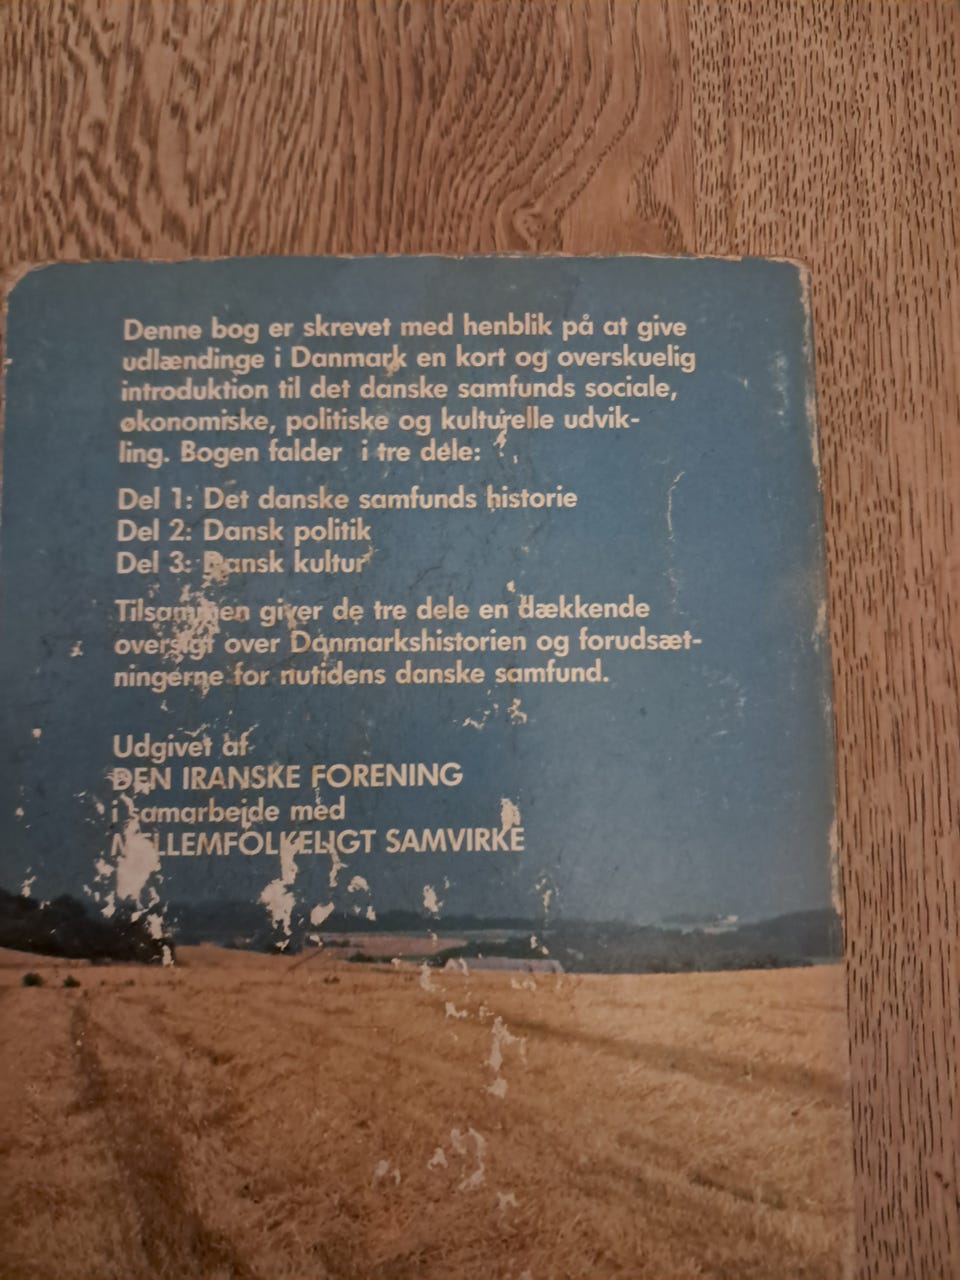 Denne bog er skrevet med henblik på at give
udlændinge i Danmark en kort og overskuelig
introduktion til det danske samfunds sociale,
økonomiske, politiske og kulturelle udvik-
ling. Bogen falder i tre dele:
Del 1: Det danske samfunds historie
Del 2: Dansk politik
Del 3: Dansk kultur
Tilsammen giver de tre dele en dækkende
oversigt over Danmarkshistorien og forudsæt-
ningerne for nutidens danske samfund.
Udgivet af
DEN IRANSKE FORENING
i samarbejde med
MELLEMFOLKELIGT SAMVIRKE